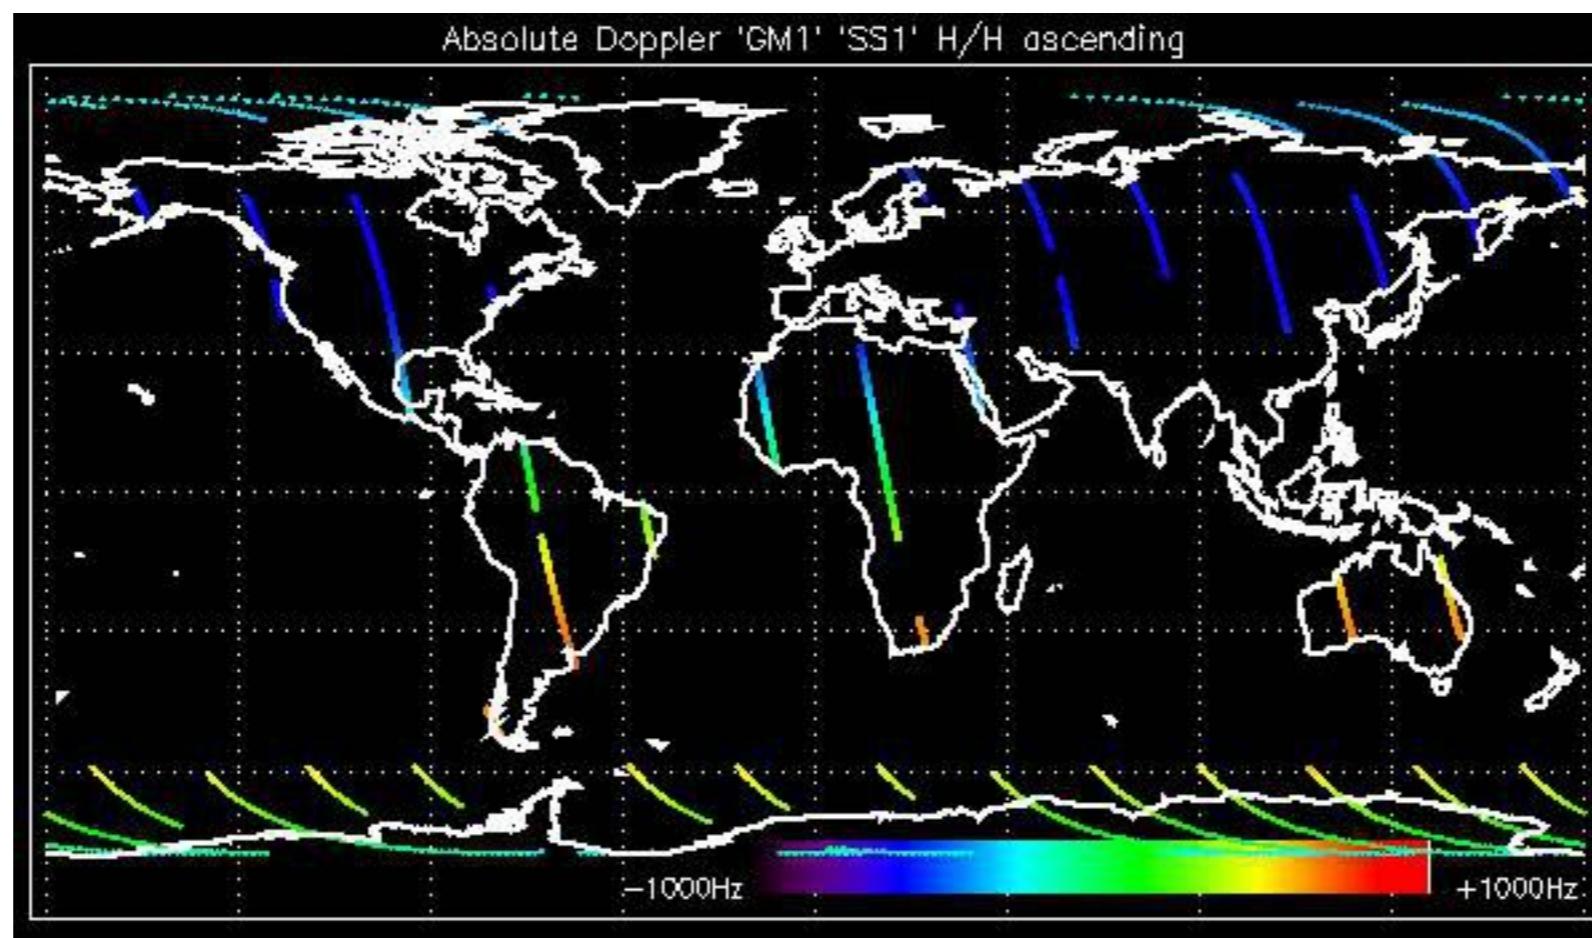 Absolute Doppler 'GM1' 'SS1' H/H ascending
−1000Hz
+1000Hz